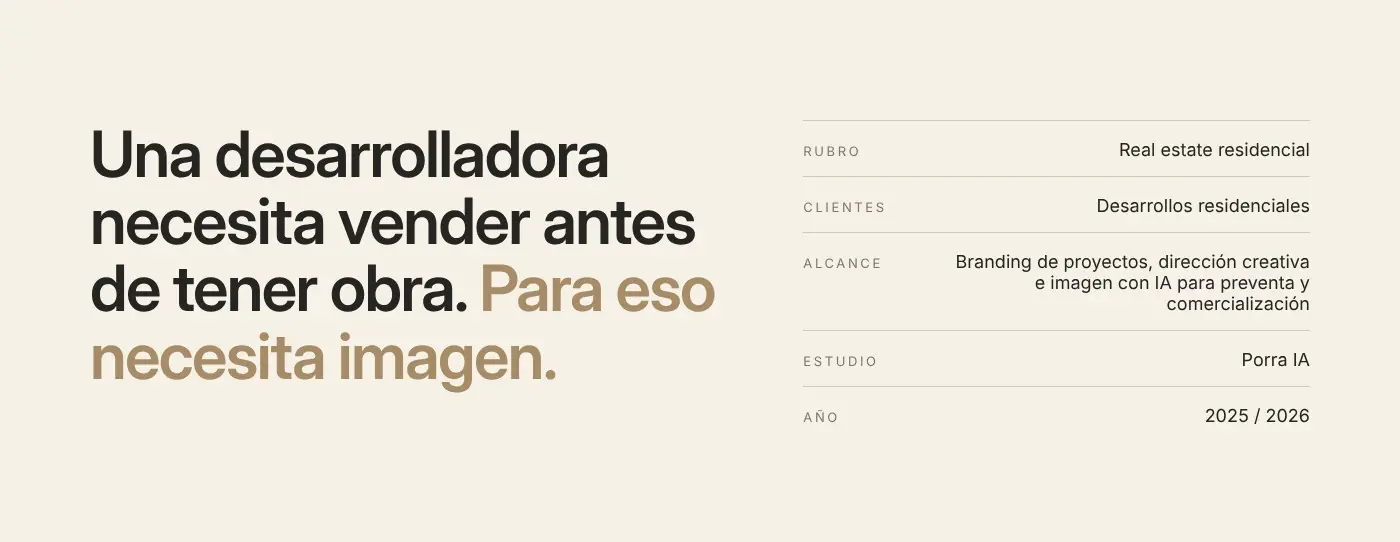 Una desarrolladora
necesita vender antes
de tener obra. Para eso
necesita imagen.
RUBRO Real estate residencial
CLIENTES Desarrollos residenciales
ALCANCE Branding de proyectos, dirección creativa
e imagen con IA para preventa y
comercialización
ESTUDIO Porra IA
AÑO 2025 / 2026